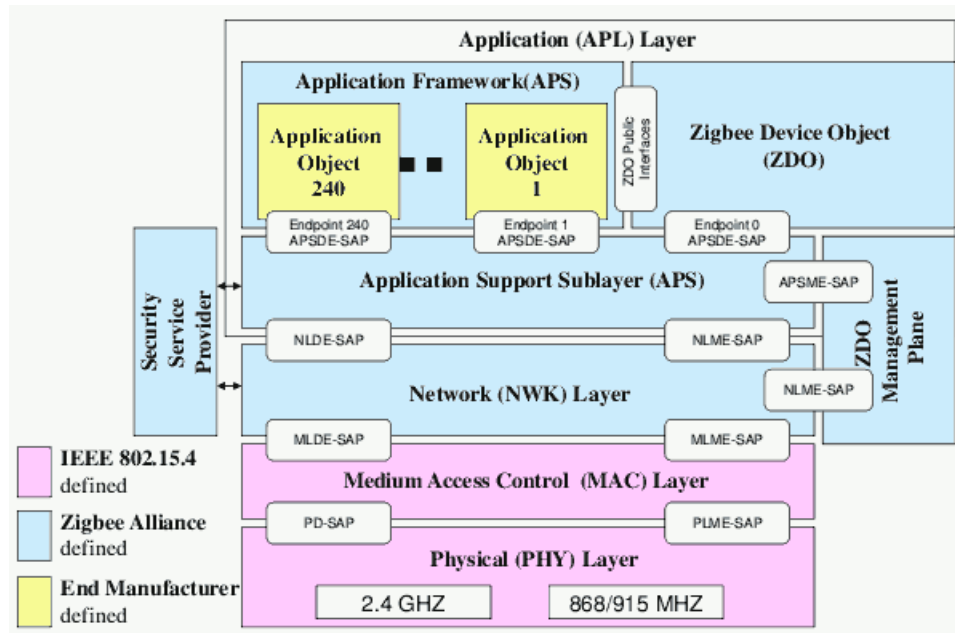 Application (APL) Layer
Application Framework(APS)
Application
Object
240
Application
Object
1
ZDO Public
Interfaces
Zigbee Device Object
(ZDO)
Endpoint 240
APSDE-SAP
Endpoint 1
APSDE-SAP
Endpoint 0
APSDE-SAP
Security
Service
Provider
Application Support Sublayer (APS)
APSME-SAP
ZDO
Management
Plane
NLDE-SAP
NLME-SAP
Network (NWK) Layer
NLME-SAP
MLDE-SAP
MLME-SAP
IEEE 802.15.4
defined
Medium Access Control (MAC) Layer
Zigbee Alliance
defined
PD-SAP
PLME-SAP
Physical (PHY) Layer
End Manufacturer
defined
2.4 GHZ
868/915 MHZ